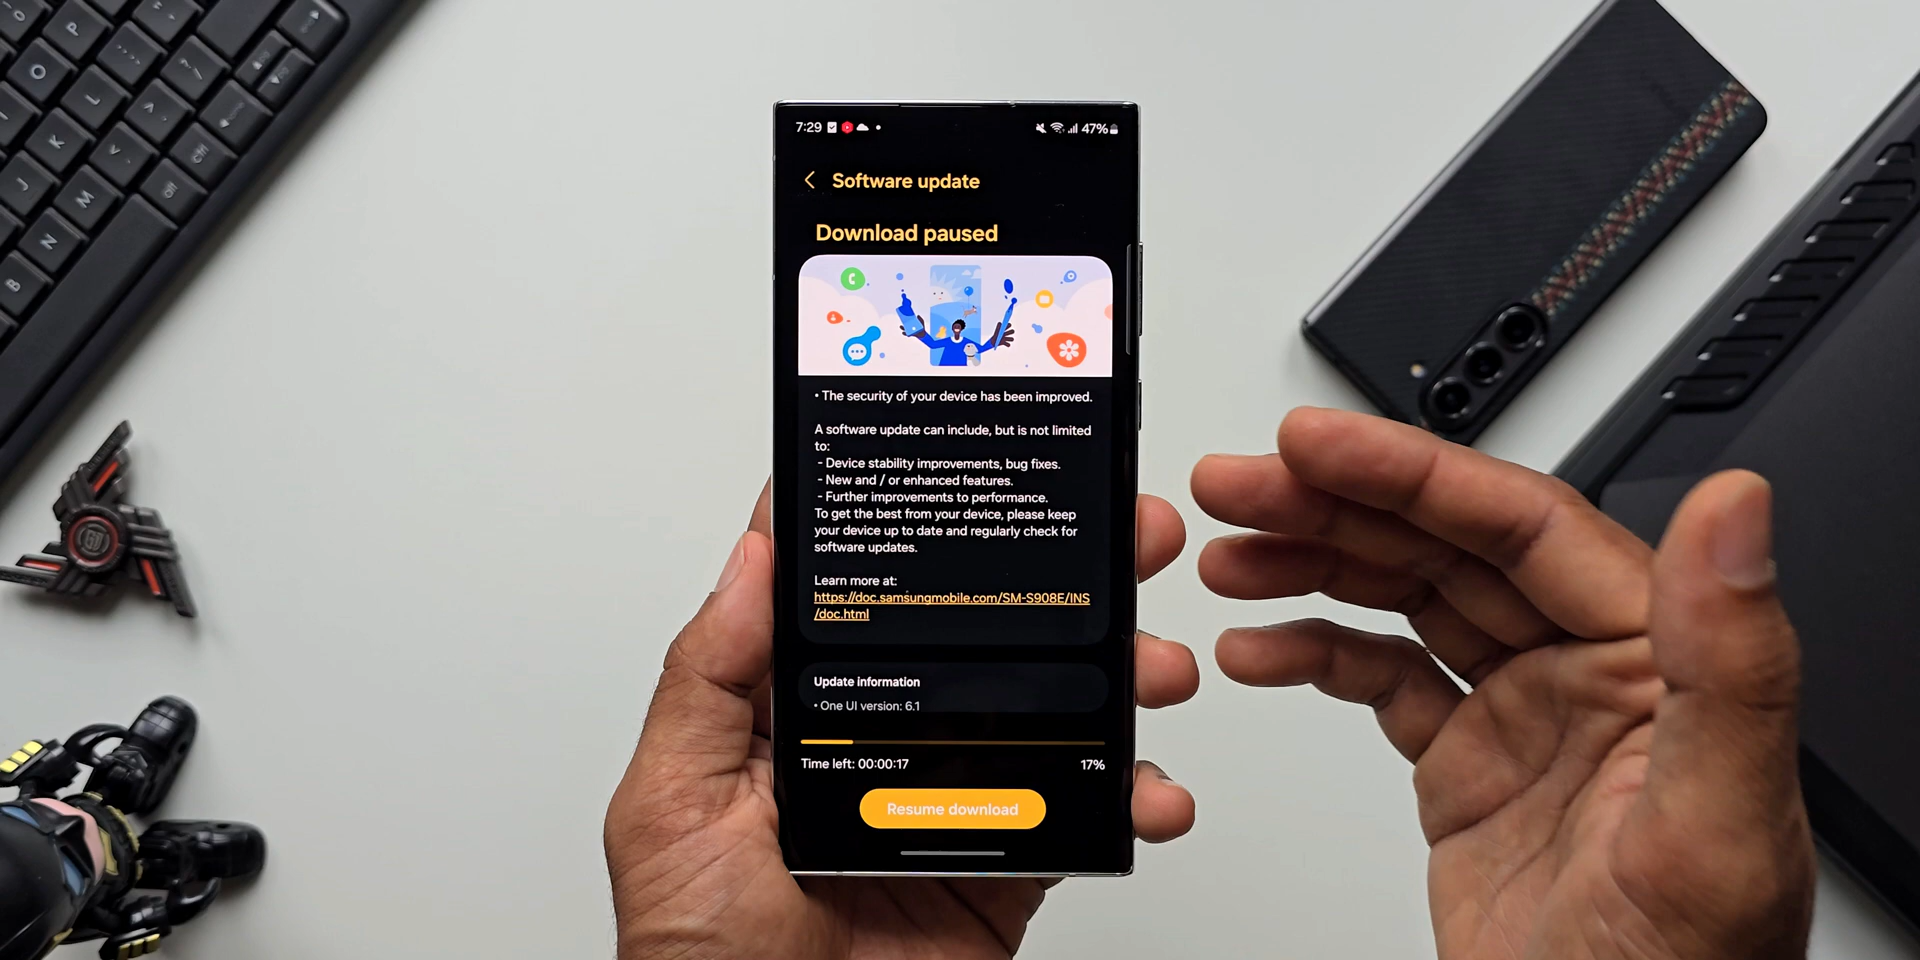 7:29
47%
Software update
Download paused
• The security of your device has been improved.
A software update can include, but is not limited
to:
- Device stability improvements, bug fixes.
- New and / or enhanced features.
- Further improvements to performance.
To get the best from your device, please keep
your device up to date and regularly check for
software updates.
Learn more at:
https://doc.samsungmobile.com/SM-S908E/INS
/doc.html
Update information
• One UI version: 6.1
Time left: 00:00:17
17%
Resume download
P
O
L
K
J
M
N
B
Ctrl